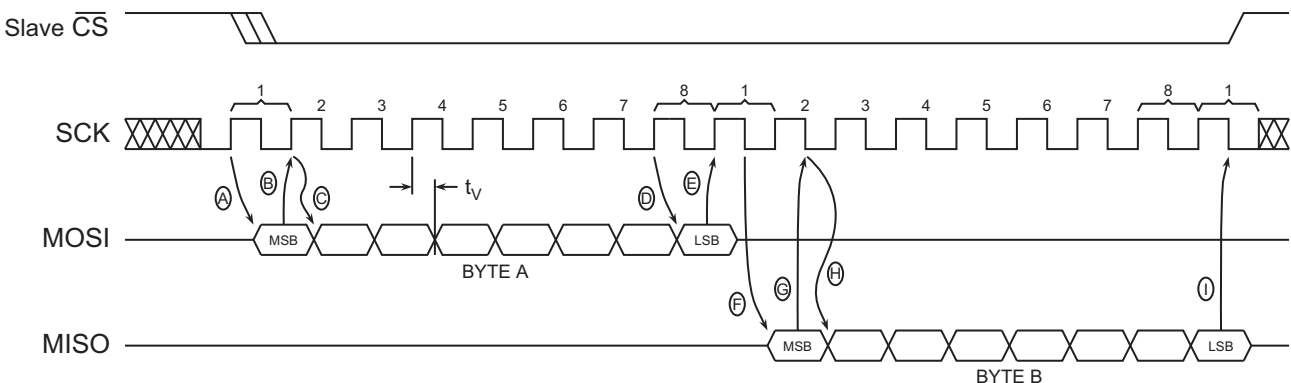 Slave CS
1 2 3 4 5 6 7 8 1 2 3 4 5 6 7 8 1
SCK
A B C tV D E
MOSI MSB LSB
BYTE A
F G H I
MISO MSB LSB
BYTE B